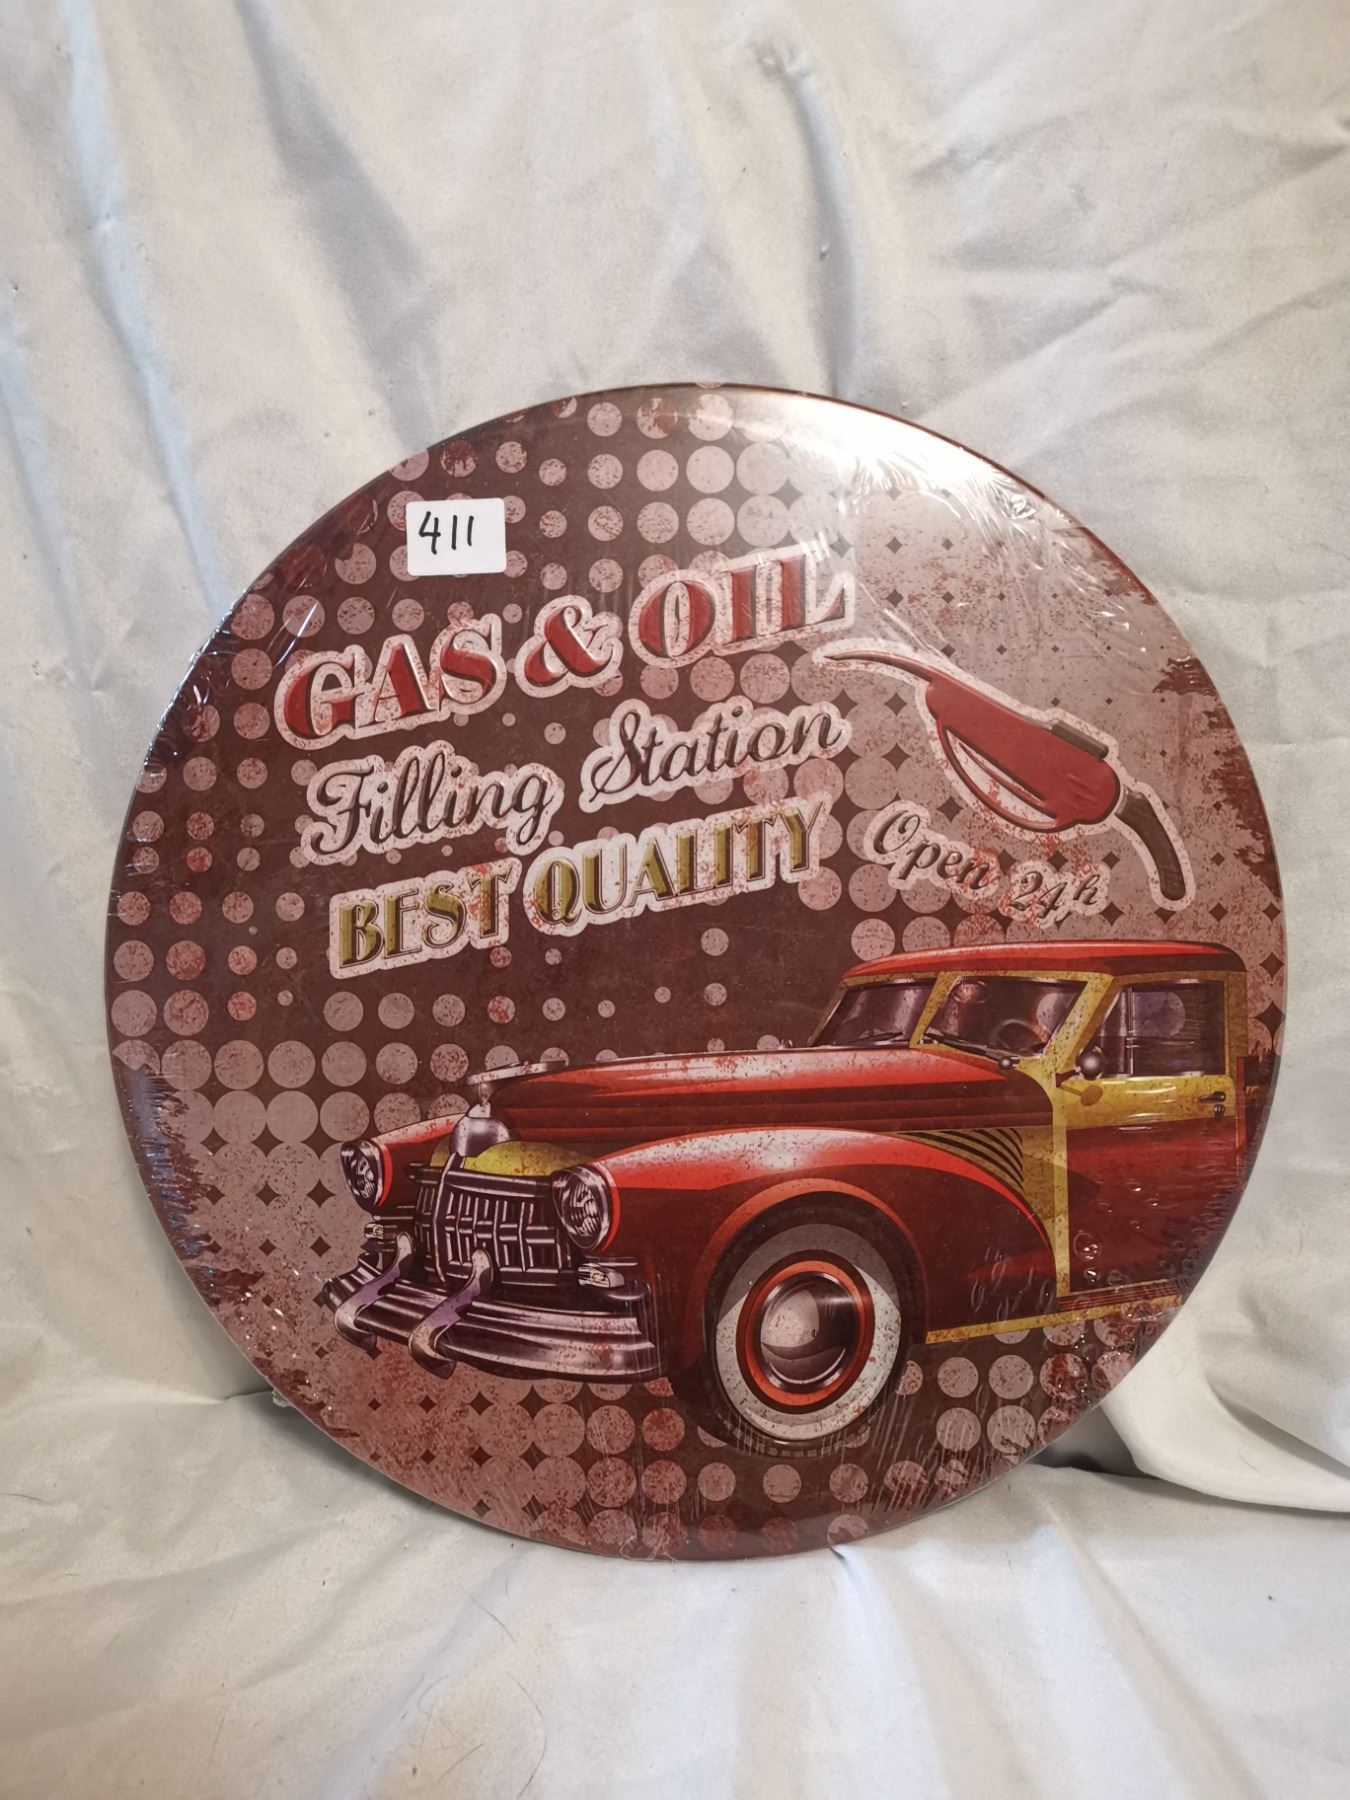 411
GAS & OIL
Filling Station
BEST QUALITY
Open 24h